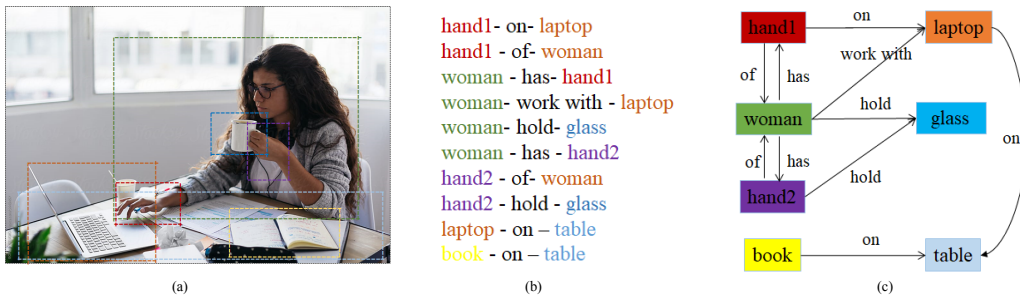 hand1- on- laptop
hand1 - of- woman
woman - has- hand1
woman- work with - laptop
woman- hold- glass
woman - has - hand2
hand2 - of- woman
hand2 - hold - glass
laptop - on – table
book - on – table
hand1
on
laptop
work with
of
has
woman
hold
glass
on
of
has
hand2
hold
book
on
table
(a)
(b)
(c)